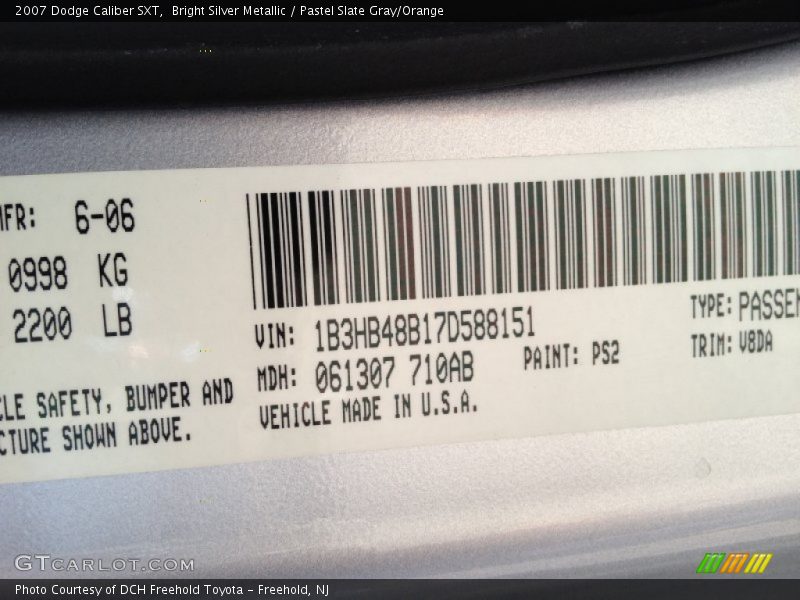 2007 Dodge Caliber SXT, Bright Silver Metallic / Pastel Slate Gray/Orange
MFR: 6-06
0998 KG
2200 LB
VIN: 1B3HB48B17D588151 TYPE: PASSEN
MDH: 061307 710AB PAINT: PS2 TRIM: V8DA
VEHICLE MADE IN U.S.A.
CLE SAFETY, BUMPER AND
CTURE SHOWN ABOVE.
GTCARLOT.COM
Photo Courtesy of DCH Freehold Toyota - Freehold, NJ